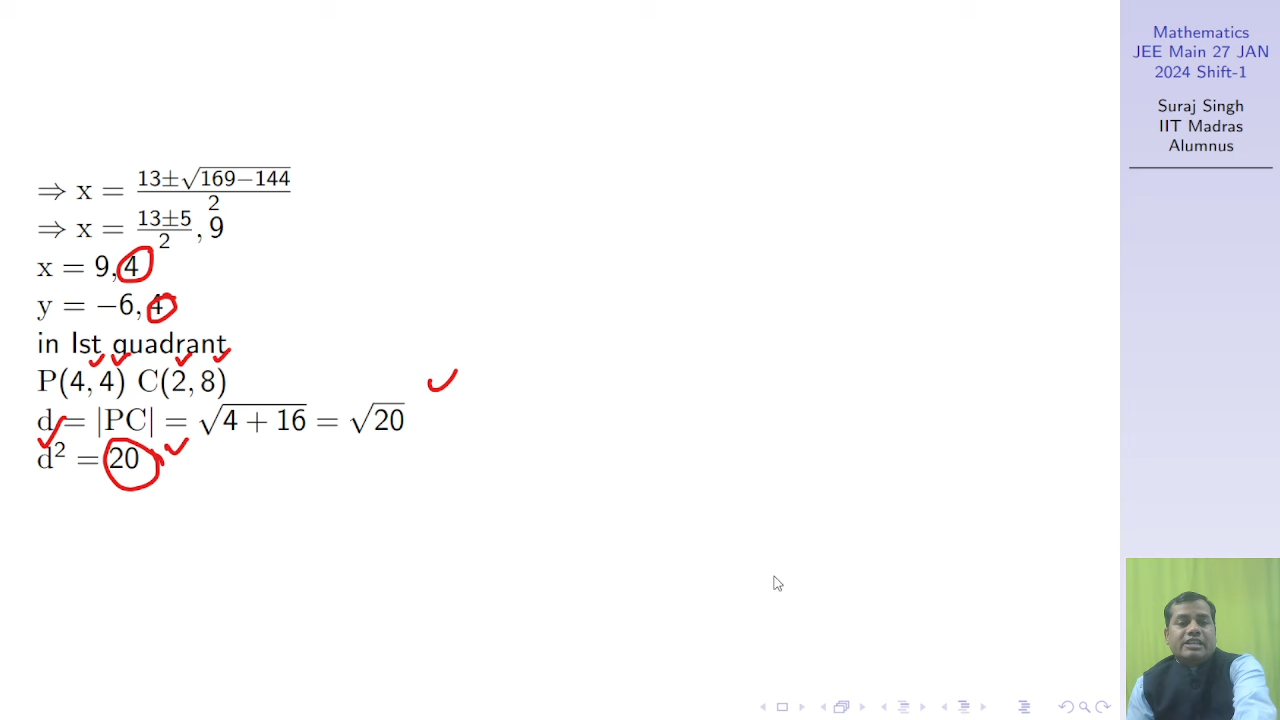 ⇒ x = (13±√(169−144))/2
⇒ x = (13±5)/2 , 9
x = 9, 4
y = −6, 4
in Ist quadrant
P(4, 4) C(2, 8)
d = |PC| = √(4 + 16) = √20
d² = 20
Mathematics
JEE Main 27 JAN
2024 Shift-1
Suraj Singh
IIT Madras
Alumnus